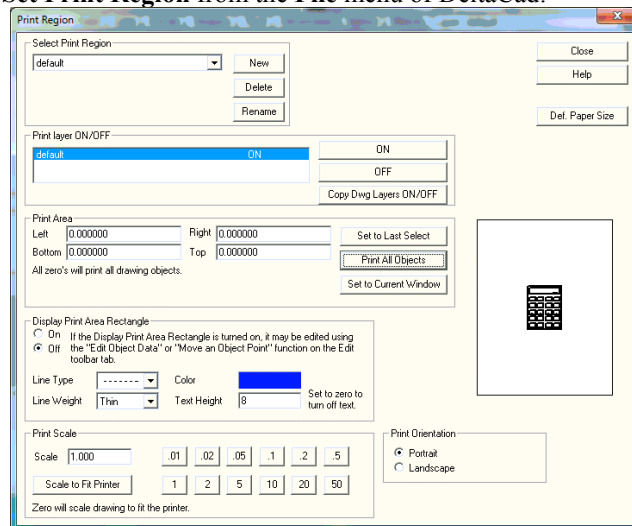 Set Print Region from the File menu of DeltaCad.
Print Region
Select Print Region
default
New
Delete
Rename
Close
Help
Def. Paper Size
Print layer ON/OFF
default ON
ON
OFF
Copy Dwg Layers ON/OFF
Print Area
Left 0.000000 Right 0.000000
Bottom 0.000000 Top 0.000000
All zero's will print all drawing objects.
Set to Last Select
Print All Objects
Set to Current Window
Display Print Area Rectangle
On
Off
If the Display Print Area Rectangle is turned on, it may be edited using
the "Edit Object Data" or "Move an Object Point" function on the Edit
toolbar tab.
Line Type ------- Color
Line Weight Thin Text Height 8
Set to zero to
turn off text.
Print Scale
Scale 1.000 .01 .02 .05 .1 .2 .5
Scale to Fit Printer 1 2 5 10 20 50
Zero will scale drawing to fit the printer.
Print Orientation
Portrait
Landscape